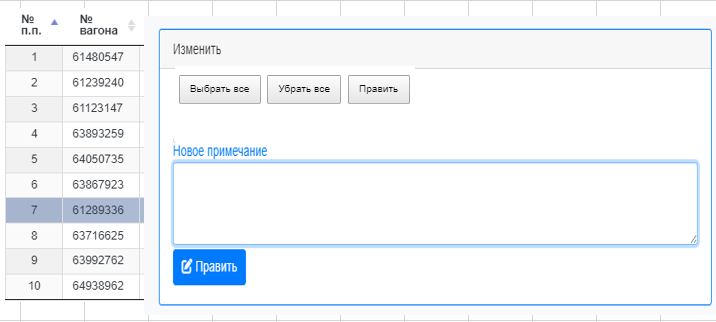 № п.п. № вагона
1 61480547
2 61239240
3 61123147
4 63893259
5 64050735
6 63867923
7 61289336
8 63716625
9 63992762
10 64938962
Изменить
Выбрать все Убрать все Править
Новое примечание
Править